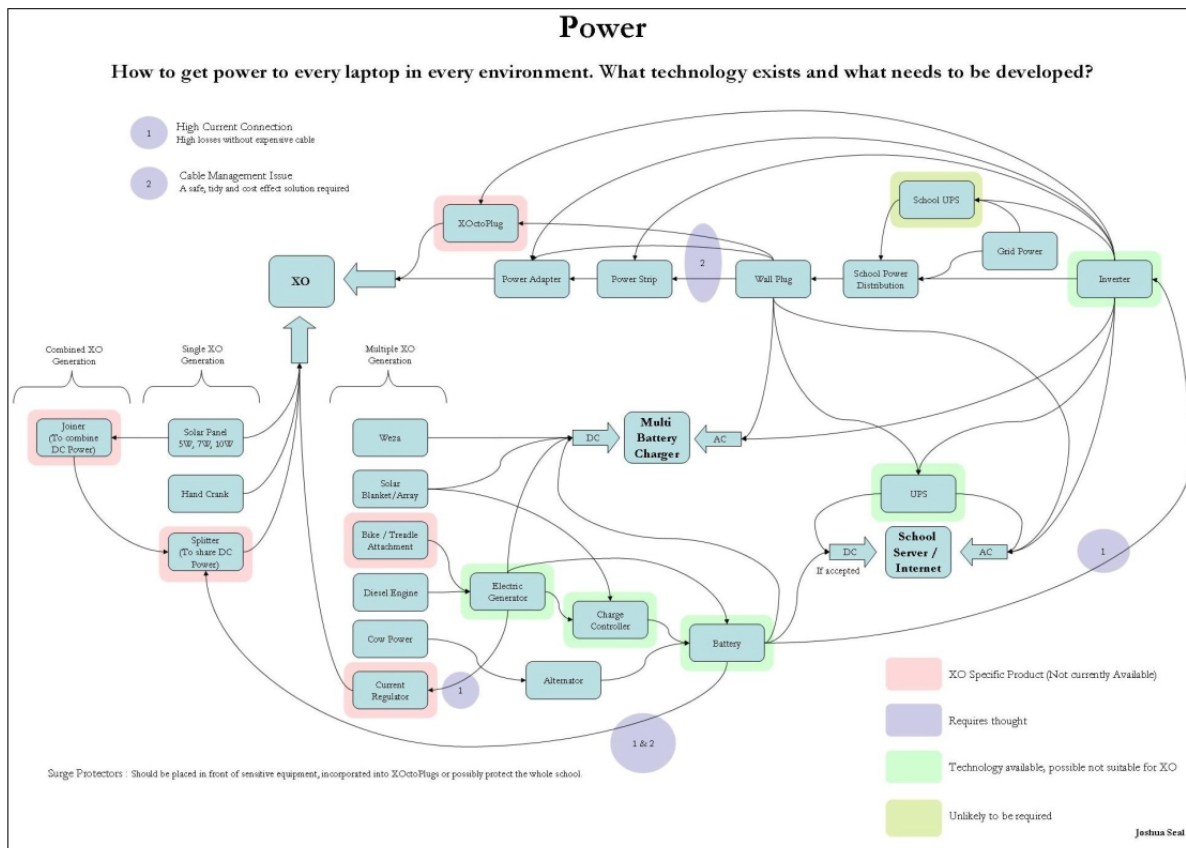 Power
How to get power to every laptop in every environment. What technology exists and what needs to be developed?
1
High Current Connection
High losses without expensive cable
2
Cable Management Issue
A safe, tidy and cost effect solution required
XOctoPlug
School UPS
Grid Power
XO
Power Adapter
Power Strip
2
Wall Plug
School Power
Distribution
Inverter
Combined XO
Generation
Single XO
Generation
Multiple XO
Generation
Joiner
(To combine
DC Power)
Solar Panel
5W, 7W, 10W
Weza
DC
Multi
Battery
Charger
AC
Hand Crank
Solar
Blanket/Array
UPS
Splitter
(To share DC
Power)
Bike / Treadle
Attachment
DC
If accepted
School
Server /
Internet
AC
1
Diesel Engine
Electric
Generator
Charge
Controller
Cow Power
Battery
Current
Regulator
1
Alternator
1 & 2
XO Specific Product (Not currently Available)
Requires thought
Technology available, possible not suitable for XO
Unlikely to be required
Surge Protectors : Should be placed in front of sensitive equipment, incorporated into XOctoPlugs or possibly protect the whole school.
Joshua Seal